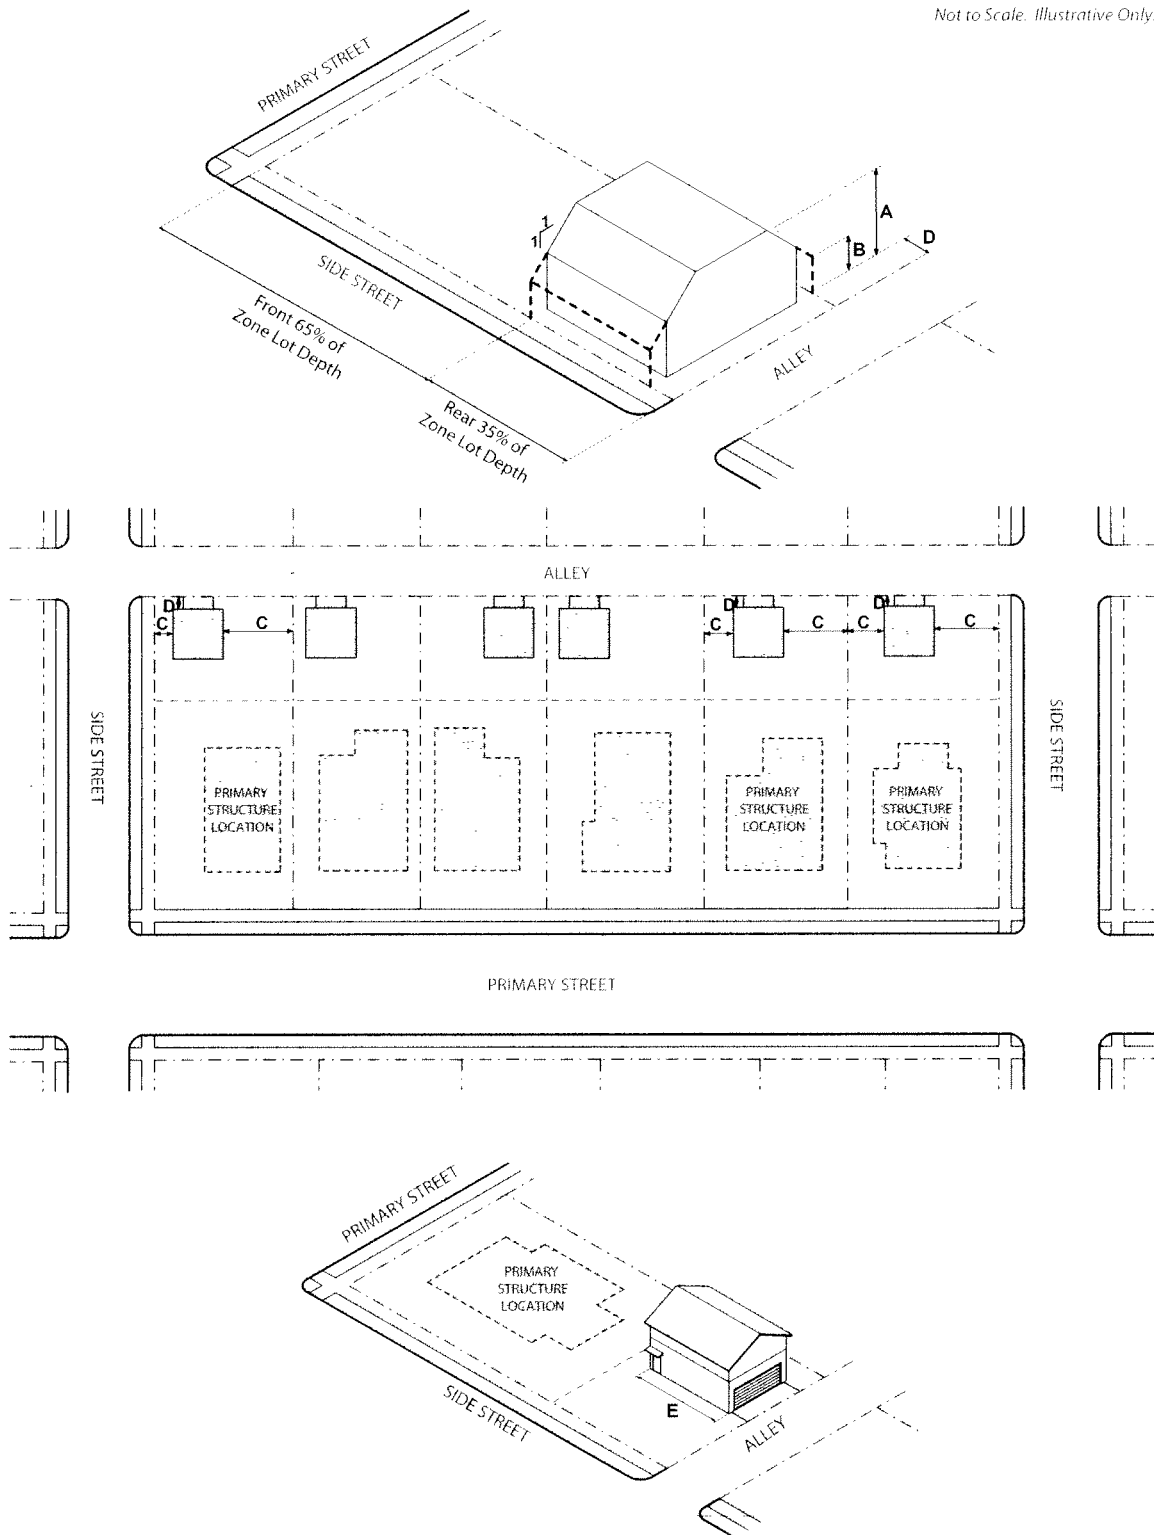 Not to Scale. Illustrative Only.
PRIMARY STREET
A
D
B
1
1
SIDE STREET
Front 65% of
Zone Lot Depth
ALLEY
Rear 35% of
Zone Lot Depth
ALLEY
D
D
D
C
C
C
C
C
C
SIDE STREET
SIDE STREET
PRIMARY
STRUCTURE
LOCATION
PRIMARY
STRUCTURE
LOCATION
PRIMARY
STRUCTURE
LOCATION
PRIMARY STREET
PRIMARY STREET
PRIMARY
STRUCTURE
LOCATION
SIDE STREET
E
ALLEY